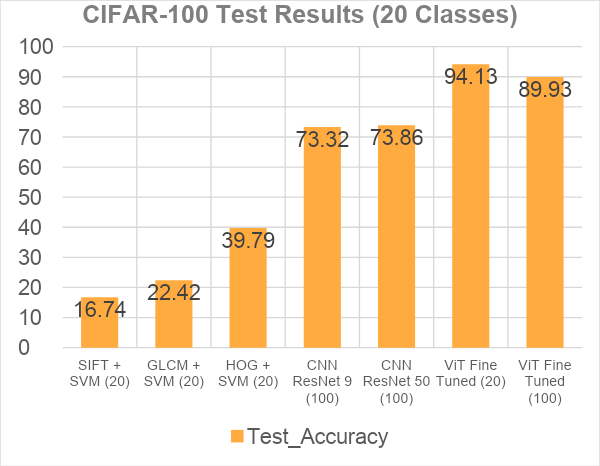 CIFAR-100 Test Results (20 Classes)
100
90
80
70
60
50
40
30
20
10
0
16.74
22.42
39.79
73.32
73.86
94.13
89.93
SIFT +
SVM (20)
GLCM +
SVM (20)
HOG +
SVM (20)
CNN
ResNet 9
(100)
CNN
ResNet 50
(100)
ViT Fine
Tuned (20)
ViT Fine
Tuned
(100)
Test_Accuracy